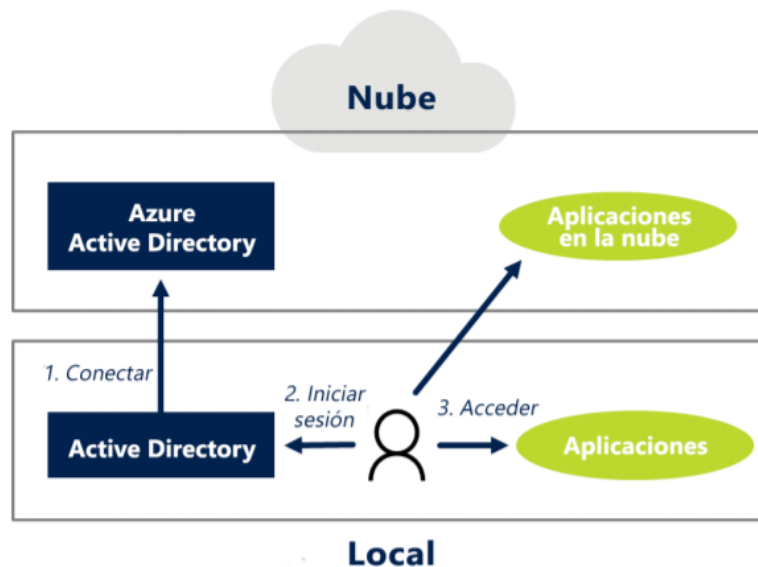 Nube
Azure
Active Directory
Aplicaciones
en la nube
1. Conectar
2. Iniciar
sesión
3. Acceder
Active Directory
Aplicaciones
Local